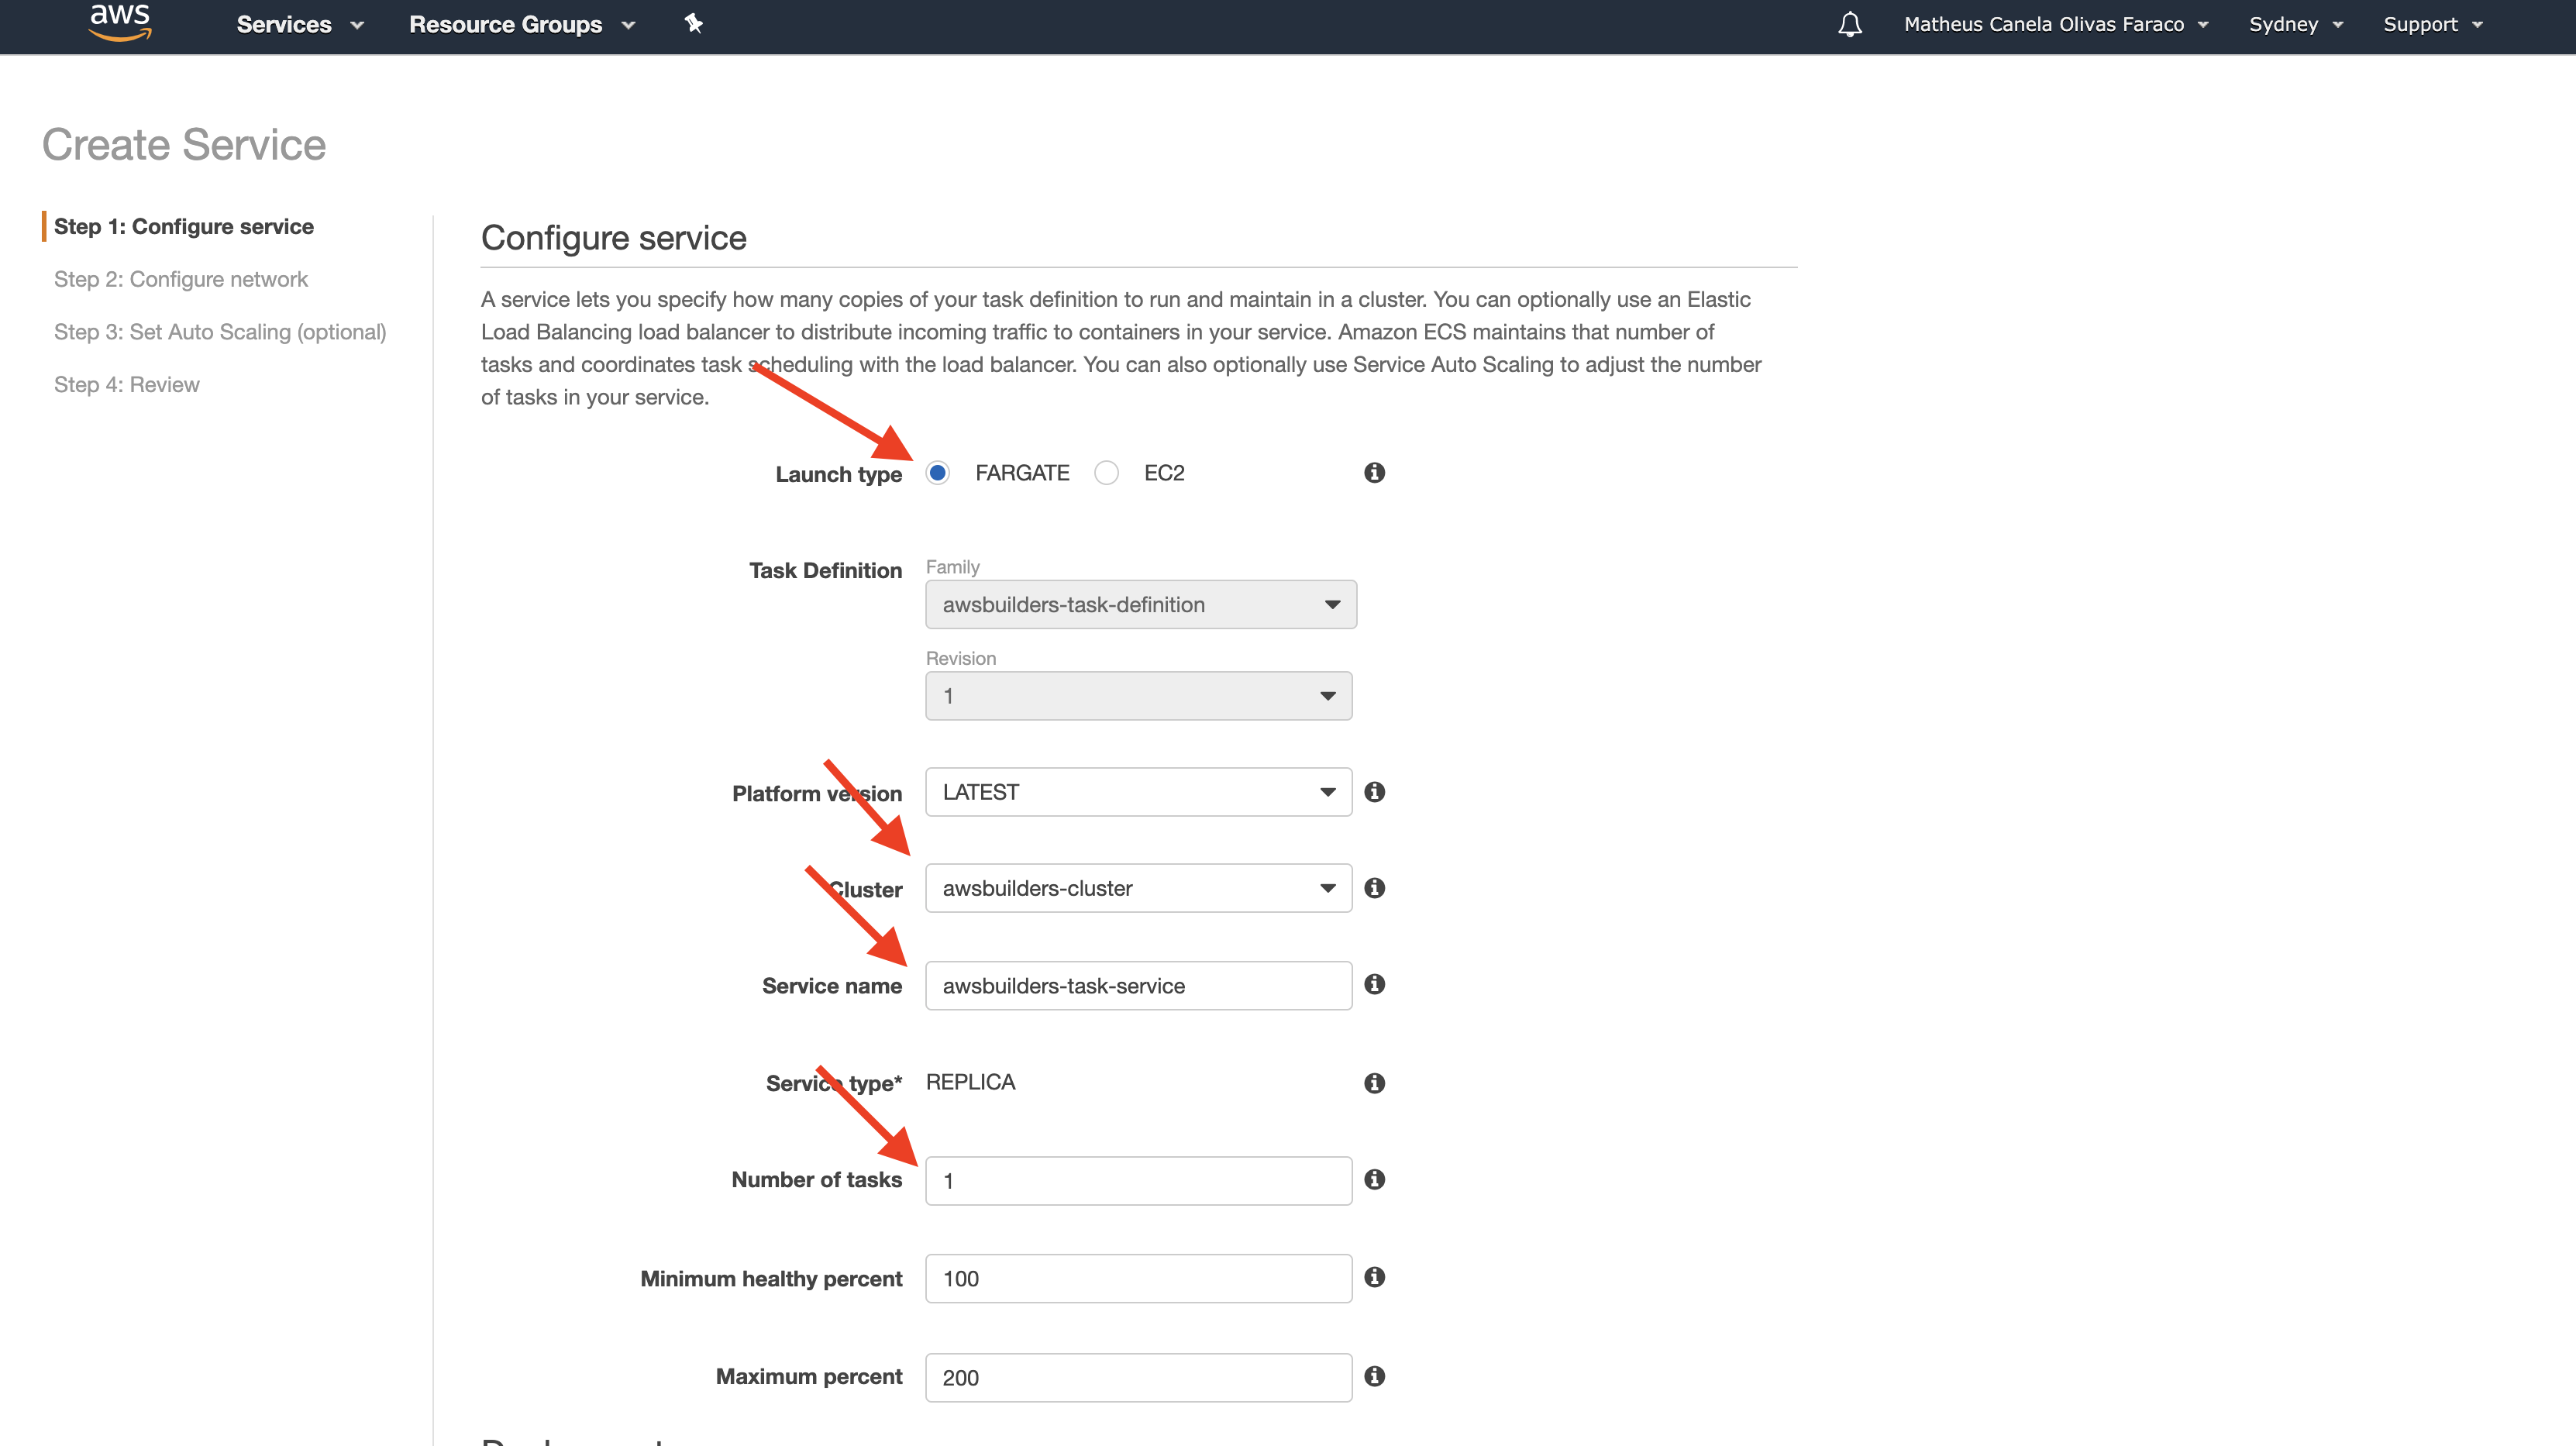 aws Services Resource Groups Matheus Canela Olivas Faraco Sydney Support
Create Service
Step 1: Configure service
Step 2: Configure network
Step 3: Set Auto Scaling (optional)
Step 4: Review
Configure service
A service lets you specify how many copies of your task definition to run and maintain in a cluster. You can optionally use an Elastic
Load Balancing load balancer to distribute incoming traffic to containers in your service. Amazon ECS maintains that number of
tasks and coordinates task scheduling with the load balancer. You can also optionally use Service Auto Scaling to adjust the number
of tasks in your service.
Launch type FARGATE EC2
Task Definition Family
awsbuilders-task-definition
Revision
1
Platform version LATEST
Cluster awsbuilders-cluster
Service name awsbuilders-task-service
Service type* REPLICA
Number of tasks 1
Minimum healthy percent 100
Maximum percent 200